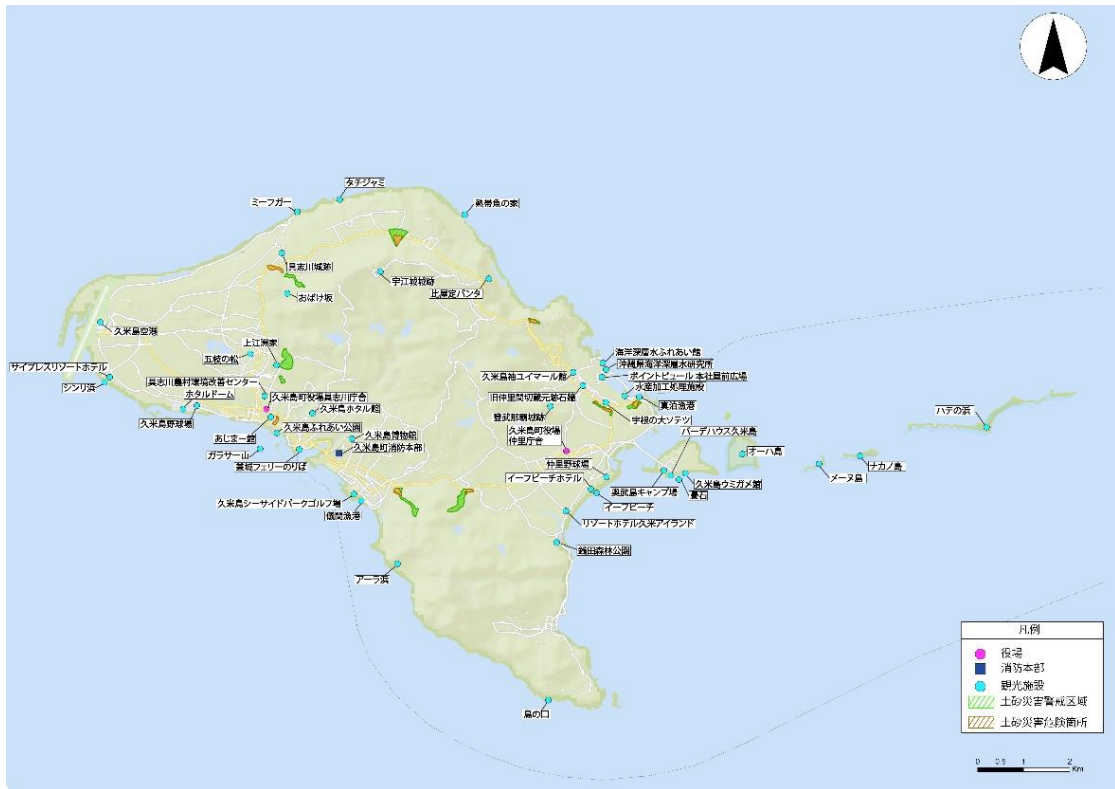 タチジャミ
ミーフガー
熱帯魚の家
具志川城跡
宇江城城跡
比屋定バンタ
おばけ坂
久米島空港
上江洲家
五枝の松
サイプレスリゾートホテル
シンリ浜
具志川農村環境改善センター
ホタルドーム
久米島町役場具志川庁舎
久米島ホタル館
久米島野球場
あじまー館
久米島ふれあい公園
久米島博物館
ガラサー山
久米島町消防本部
兼城フェリーのりば
久米島シーサイドパークゴルフ場
儀間漁港
アーラ浜
海洋深層水ふれあい館
沖縄県海洋深層水研究所
久米島紬ユイマール館
ポイントピュール 本社屋前広場
水産加工処理施設
旧仲里間切蔵元跡石牆
真泊漁港
登武那覇城跡
宇根の大ソテツ
久米島町役場
仲里庁舎
バーデハウス久米島
オーハ島
ハテの浜
仲里野球場
ナカノ島
メーヌ島
イーフビーチホテル
奥武島キャンプ場
久米島ウミガメ館
畳石
イーフビーチ
リゾートホテル久米アイランド
銭田森林公園
島の口
凡例
役場
消防本部
観光施設
土砂災害警戒区域
土砂災害危険箇所
0 0.5 1 2
Km